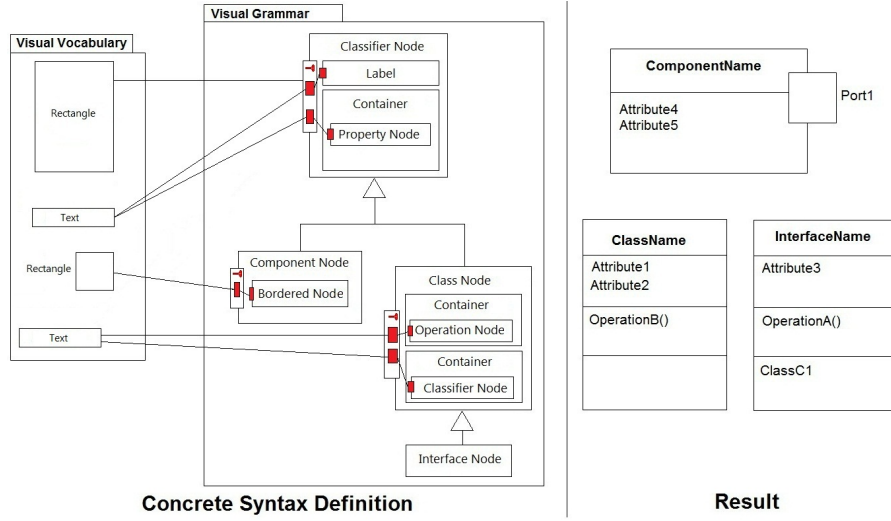 Visual Vocabulary
Rectangle
Text
Rectangle
Text
Visual Grammar
Classifier Node
Label
Container
Property Node
Component Node
Bordered Node
Class Node
Container
Operation Node
Container
Classifier Node
Interface Node
Concrete Syntax Definition
ComponentName
Attribute4
Attribute5
Port1
ClassName
Attribute1
Attribute2
OperationB()
InterfaceName
Attribute3
OperationA()
ClassC1
Result